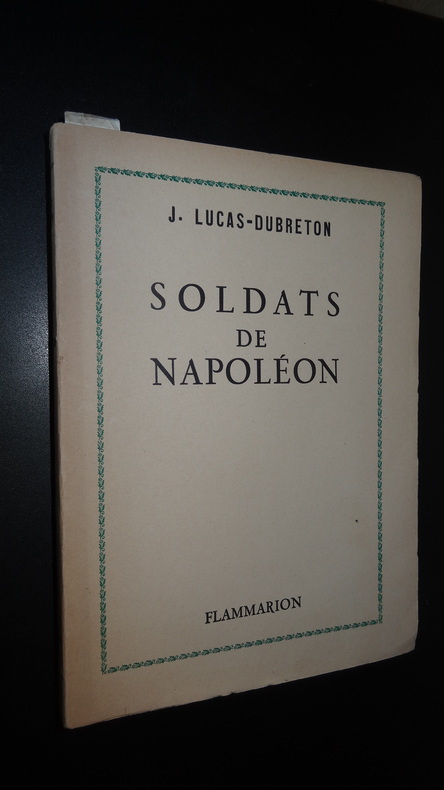 J. LUCAS-DUBRETON
SOLDATS
DE
NAPOLÉON
FLAMMARION